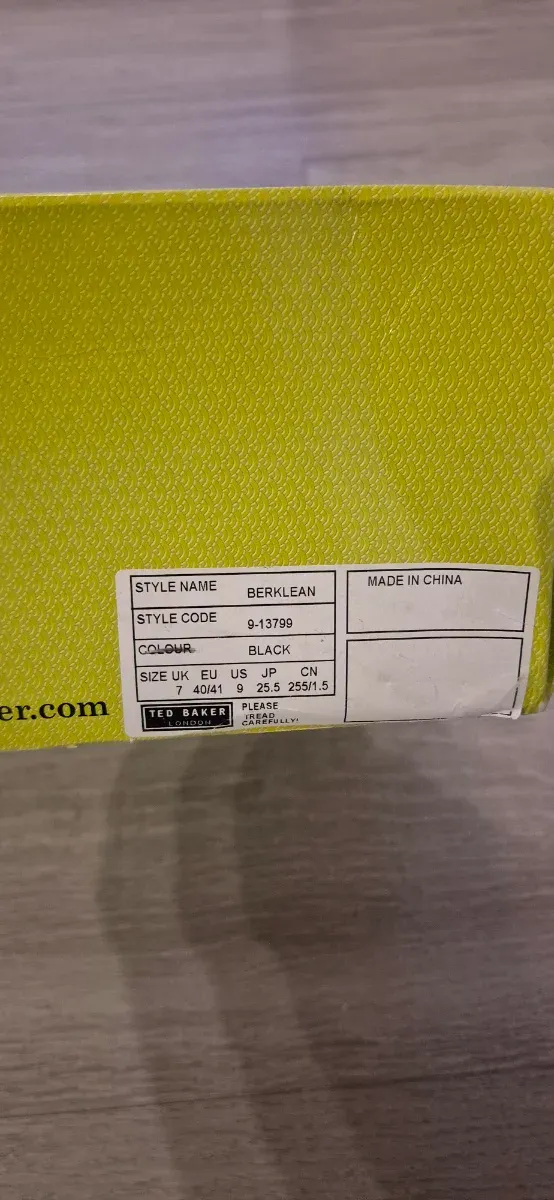 STYLE NAME BERKLEAN
STYLE CODE 9-13799
COLOUR BLACK
SIZE UK EU US JP CN
7 40/41 9 25.5 255/1.5
MADE IN CHINA
er.com
TED BAKER
LONDON
PLEASE
(READ
CAREFULLY!